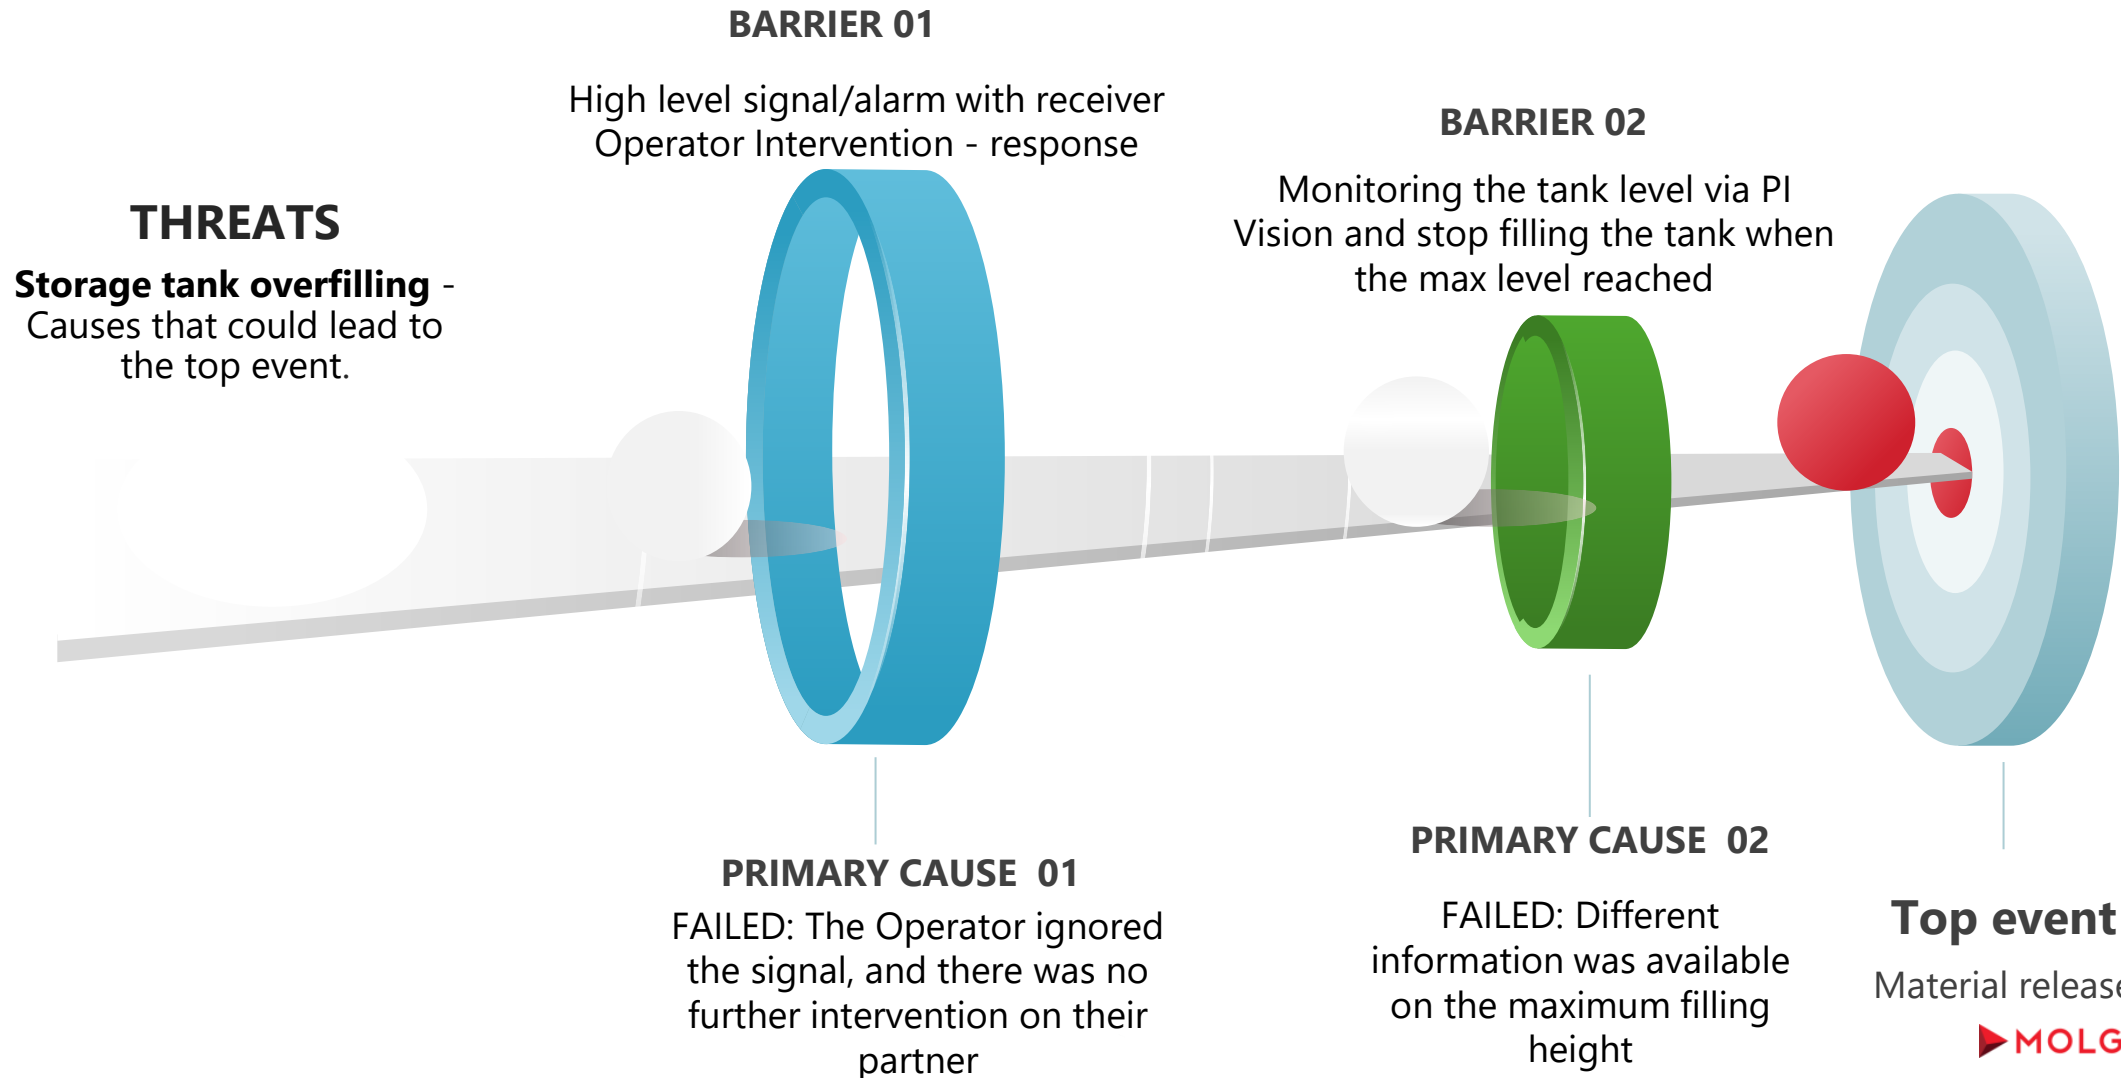 BARRIER 01
High level signal/alarm with receiver
Operator Intervention - response
BARRIER 02
Monitoring the tank level via PI
Vision and stop filling the tank when
the max level reached
THREATS
Storage tank overfilling -
Causes that could lead to
the top event.
PRIMARY CAUSE 01
FAILED: The Operator ignored
the signal, and there was no
further intervention on their
partner
PRIMARY CAUSE 02
FAILED: Different
information was available
on the maximum filling
height
Top event
Material release
MOLG